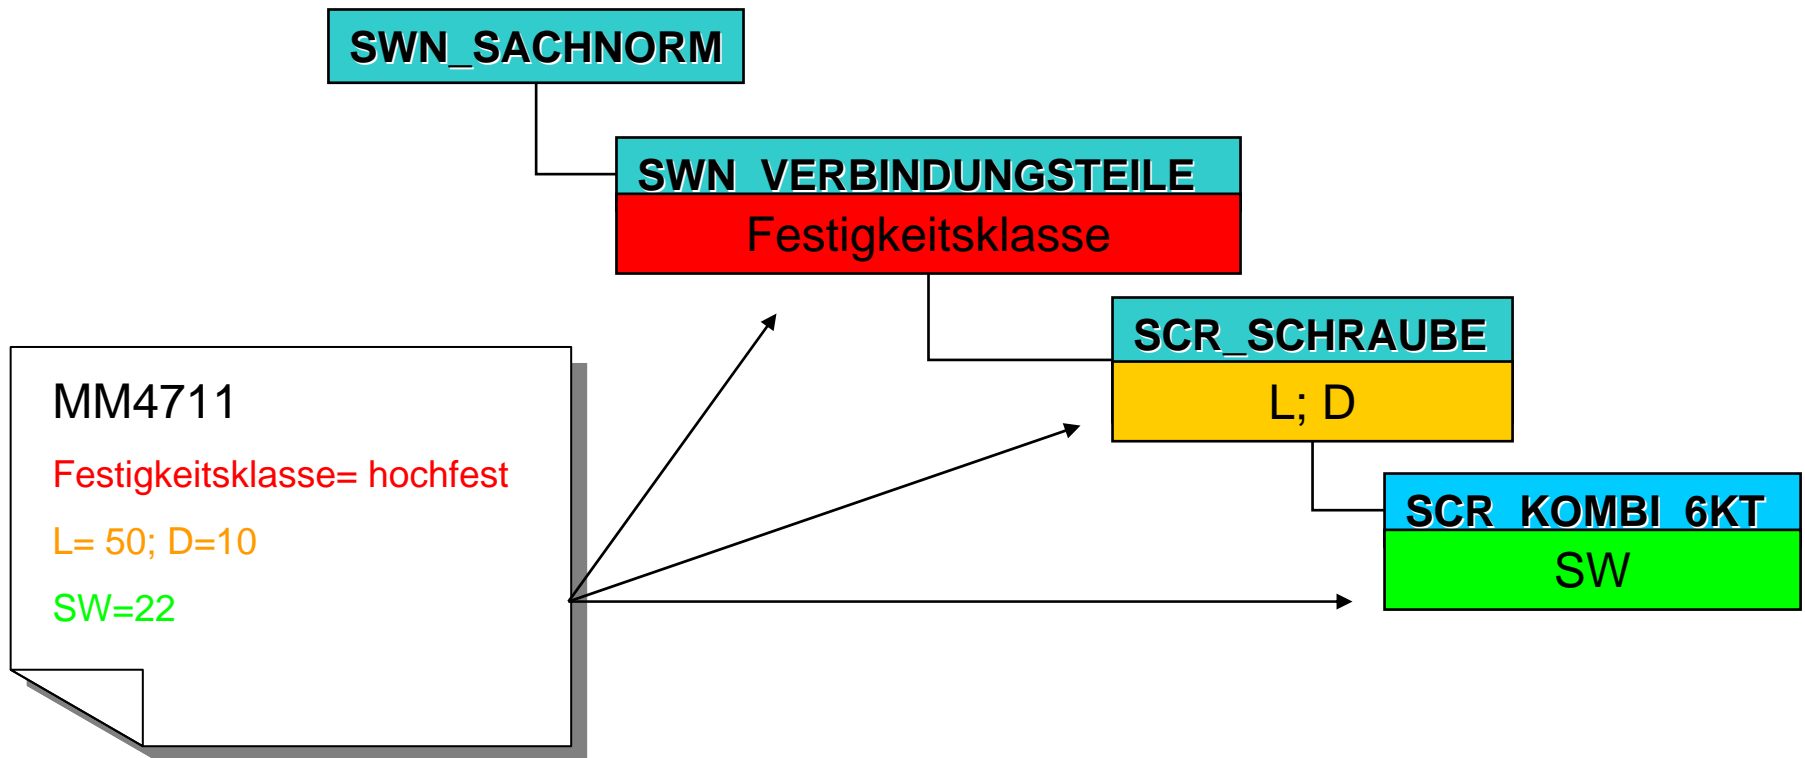 SWN_SACHNORM
SWN_VERBINDUNGSTEILE
Festigkeitsklasse
SCR_SCHRAUBE
L; D
SCR_KOMBI_6KT
SW
MM4711
Festigkeitsklasse= hochfest
L= 50; D=10
SW=22